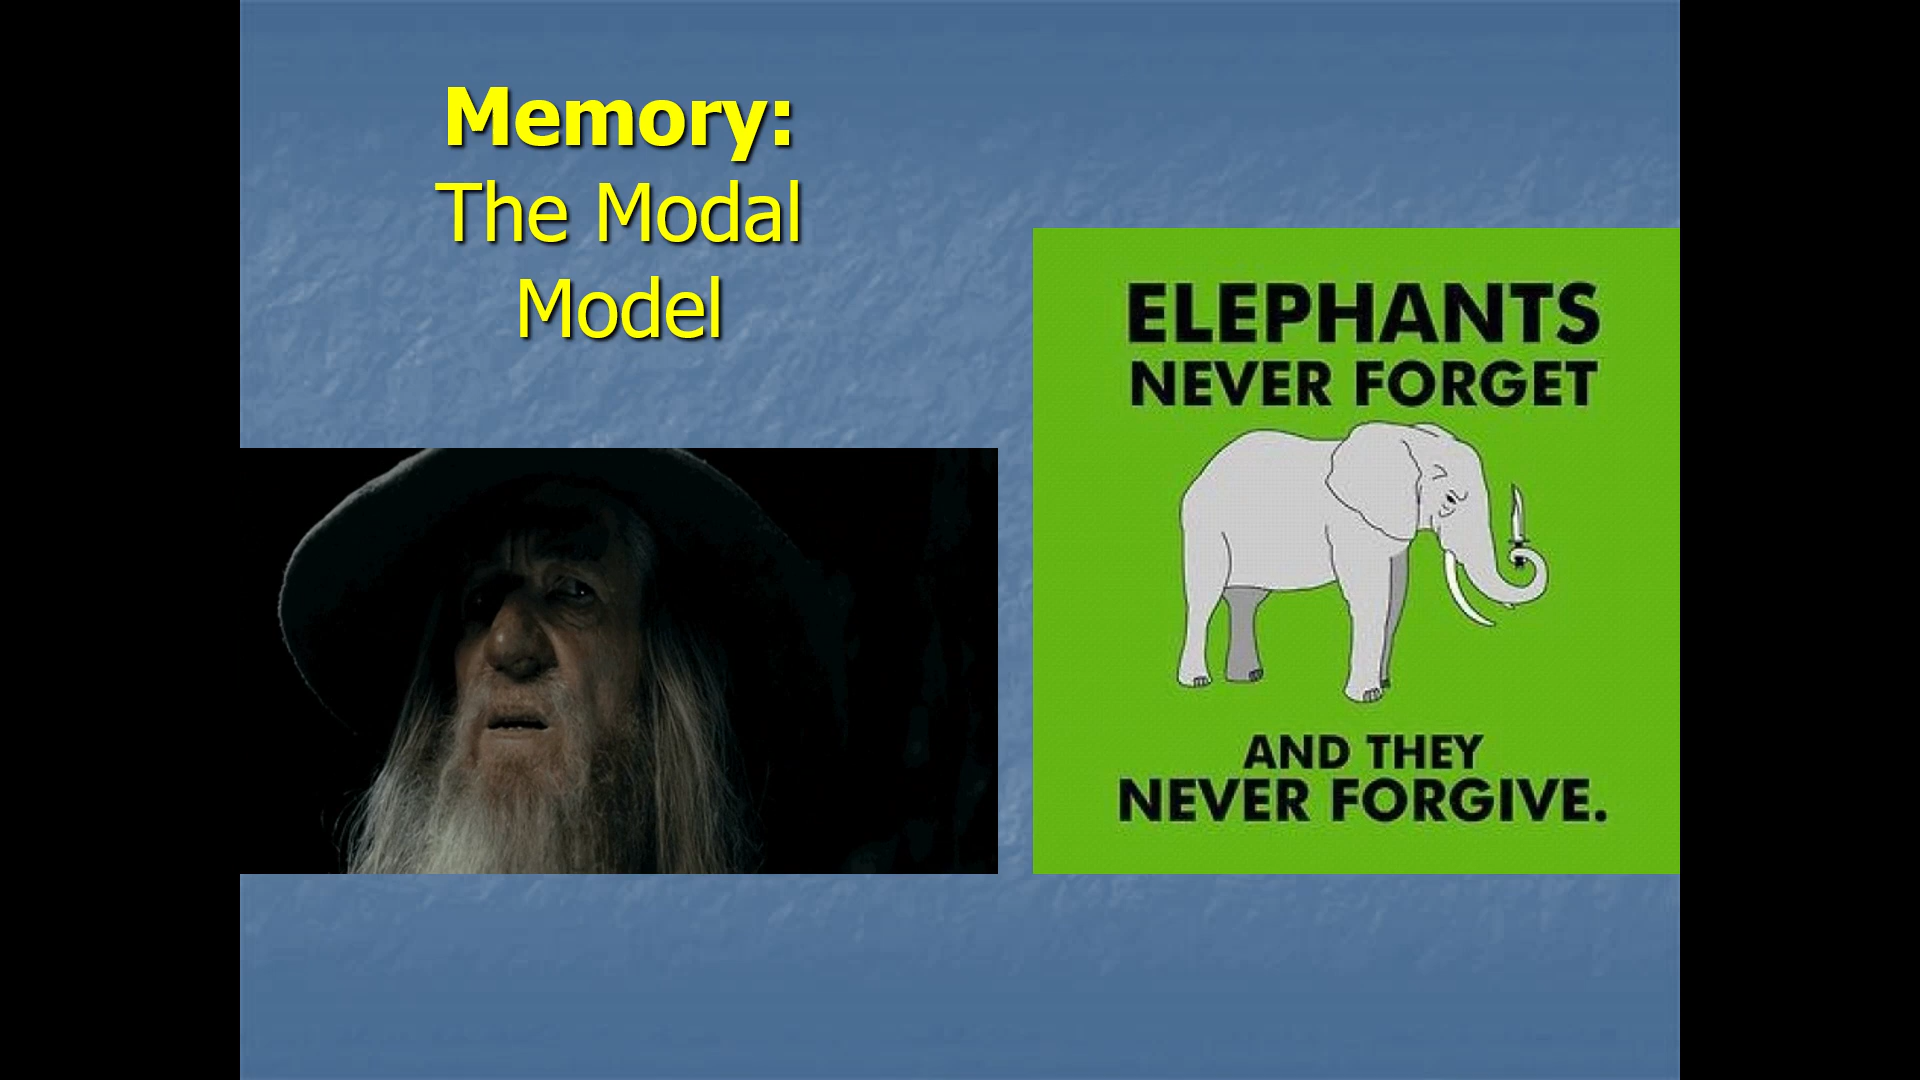 Memory:
The Modal
Model
ELEPHANTS
NEVER FORGET
AND THEY
NEVER FORGIVE.